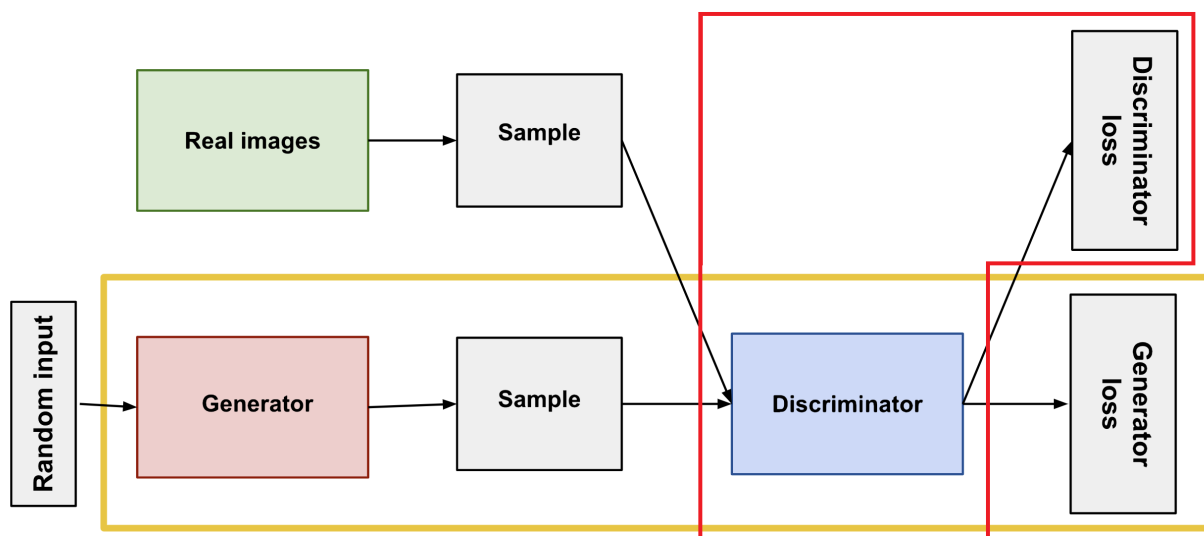 Real images
Sample
Discriminator
loss
Random input
Generator
Sample
Discriminator
Generator
loss